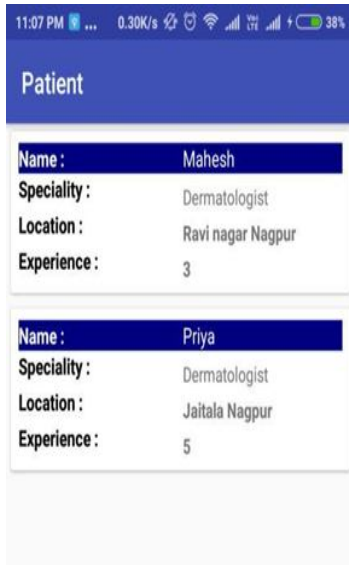 11:07 PM ... 0.30K/s VoLTE 38%
Patient
Name : Mahesh
Speciality : Dermatologist
Location : Ravi nagar Nagpur
Experience : 3
Name : Priya
Speciality : Dermatologist
Location : Jaitala Nagpur
Experience : 5